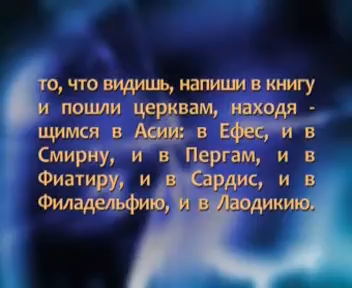 то, что видишь, напиши в книгу
и пошли церквам, находя -
щимся в Асии: в Ефес, и в
Смирну, и в Пергам, и в
Фиатиру, и в Сардис, и в
Филадельфию, и в Лаодикию.